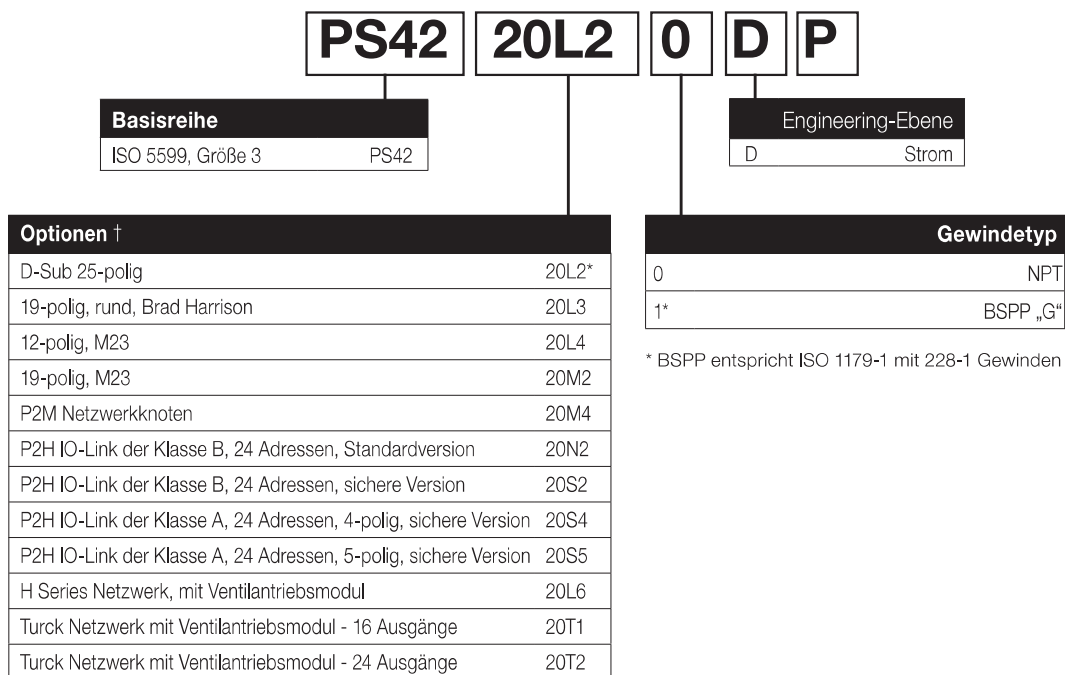 PS42 20L2 0 D P
Basisreihe
ISO 5599, Größe 3 PS42
Engineering-Ebene
D Strom
Optionen †
D-Sub 25-polig 20L2*
19-polig, rund, Brad Harrison 20L3
12-polig, M23 20L4
19-polig, M23 20M2
P2M Netzwerkknoten 20M4
P2H IO-Link der Klasse B, 24 Adressen, Standardversion 20N2
P2H IO-Link der Klasse B, 24 Adressen, sichere Version 20S2
P2H IO-Link der Klasse A, 24 Adressen, 4-polig, sichere Version 20S4
P2H IO-Link der Klasse A, 24 Adressen, 5-polig, sichere Version 20S5
H Series Netzwerk, mit Ventilantriebsmodul 20L6
Turck Netzwerk mit Ventilantriebsmodul - 16 Ausgänge 20T1
Turck Netzwerk mit Ventilantriebsmodul - 24 Ausgänge 20T2
Gewindetyp
0 NPT
1* BSPP „G“
* BSPP entspricht ISO 1179-1 mit 228-1 Gewinden